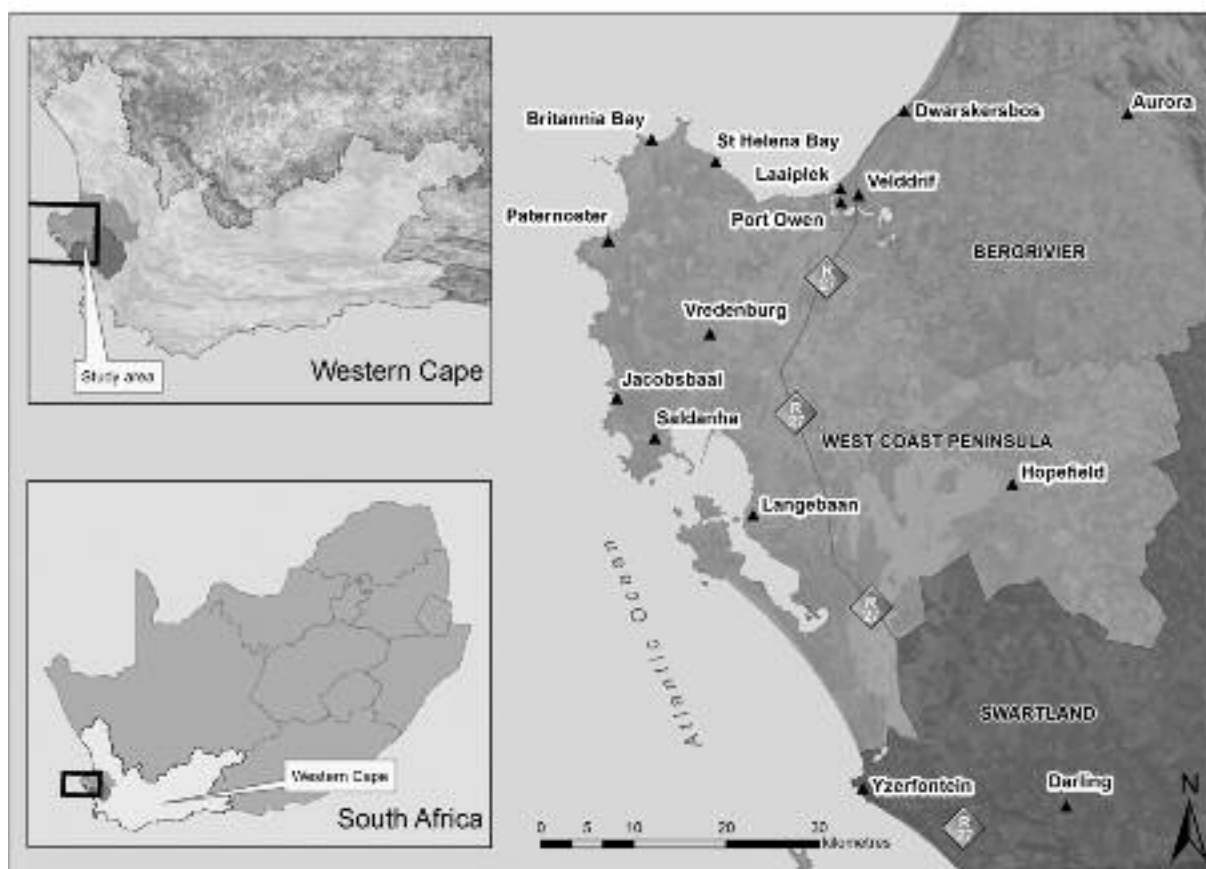 Study area
Western Cape
Western Cape
South Africa
Britannia Bay
St Helena Bay
Dwarskersbos
Aurora
Laaiplek
Velddrif
Port Owen
Paternoster
BERGRIVIER
Vredenburg
Jacobsbaai
Saldanha
WEST COAST PENINSULA
Hopefield
Langebaan
Atlantic Ocean
SWARTLAND
Yzerfontein
Darling
N
0 5 10 20 30
kilometres
R
27